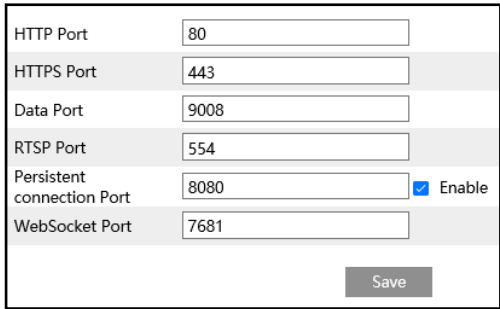 HTTP Port 80
HTTPS Port 443
Data Port 9008
RTSP Port 554
Persistent
connection Port 8080 Enable
WebSocket Port 7681
Save